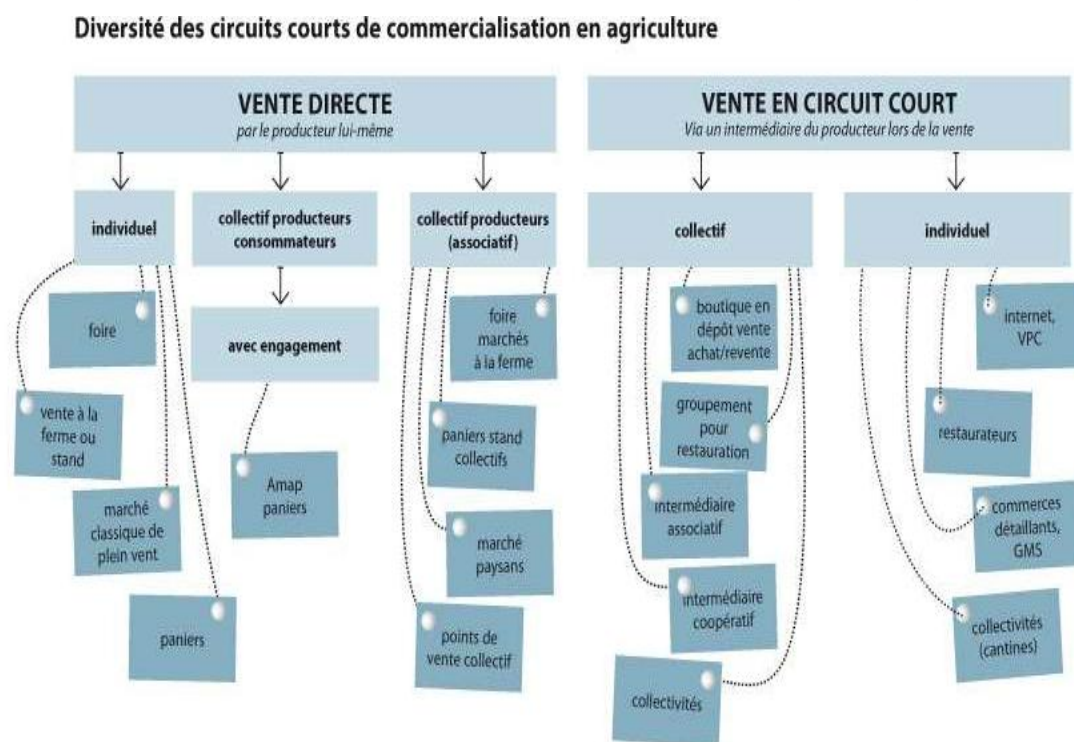 Diversité des circuits courts de commercialisation en agriculture
VENTE DIRECTE
par le producteur lui-même
individuel
foire
vente à la
ferme ou
stand
marché
classique de
plein vent
paniers
collectif producteurs
consommateurs
avec engagement
Amap
paniers
collectif producteurs
(associatif)
foire
marchés
à la ferme
paniers stand
collectifs
marché
paysans
points de
vente collectif
VENTE EN CIRCUIT COURT
Via un intermédiaire du producteur lors de la vente
collectif
boutique en
dépôt vente
achat/revente
groupement
pour
restauration
intermédiaire
associatif
intermédiaire
coopératif
collectivités
individuel
internet,
VPC
restaurateurs
commerces
détaillants,
GMS
collectivités
(cantines)